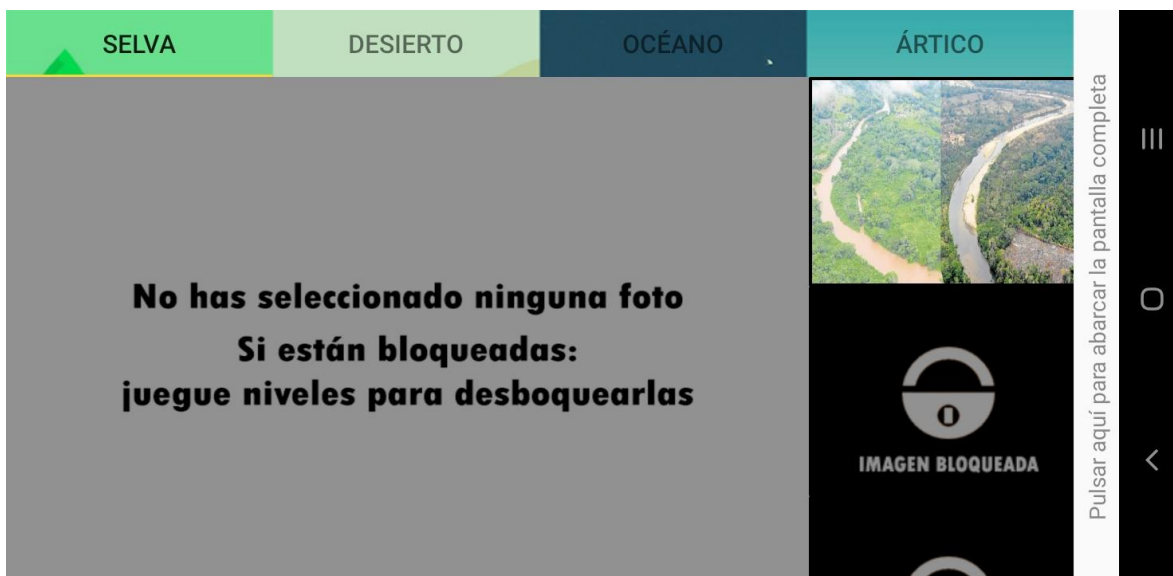 SELVA
DESIERTO
OCÉANO
ÁRTICO
No has seleccionado ninguna foto
Si están bloqueadas:
juegue niveles para desboquearlas
IMAGEN BLOQUEADA
Pulsar aquí para abarcar la pantalla completa